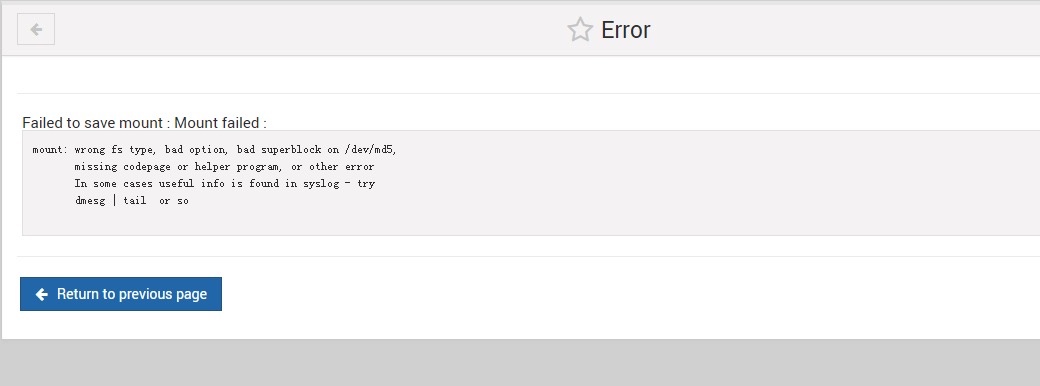 Error
Failed to save mount : Mount failed :
mount: wrong fs type, bad option, bad superblock on /dev/md5,
missing codepage or helper program, or other error
In some cases useful info is found in syslog - try
dmesg | tail  or so
Return to previous page